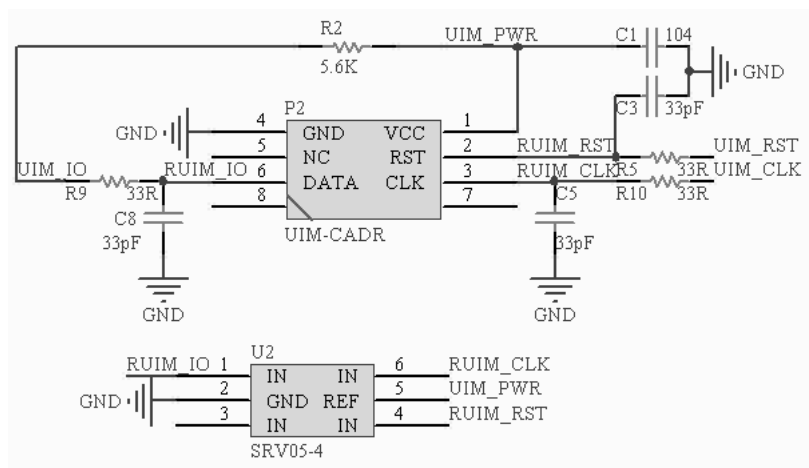 R2 UIM_PWR C1 104
5.6K GND
P2 C3 33pF
4 GND VCC 1
GND
5 NC RST 2 RUIM_RST UIM_RST
UIM_IO RUIM_IO 6 DATA CLK 3 RUIM_CLK R5 33R UIM_CLK
R9 33R 8 7 C5 R10 33R
C8
33pF UIM-CADR 33pF
GND GND
U2
RUIM_IO 1 IN IN 6 RUIM_CLK
GND 2 GND REF 5 UIM_PWR
3 IN IN 4 RUIM_RST
SRV05-4